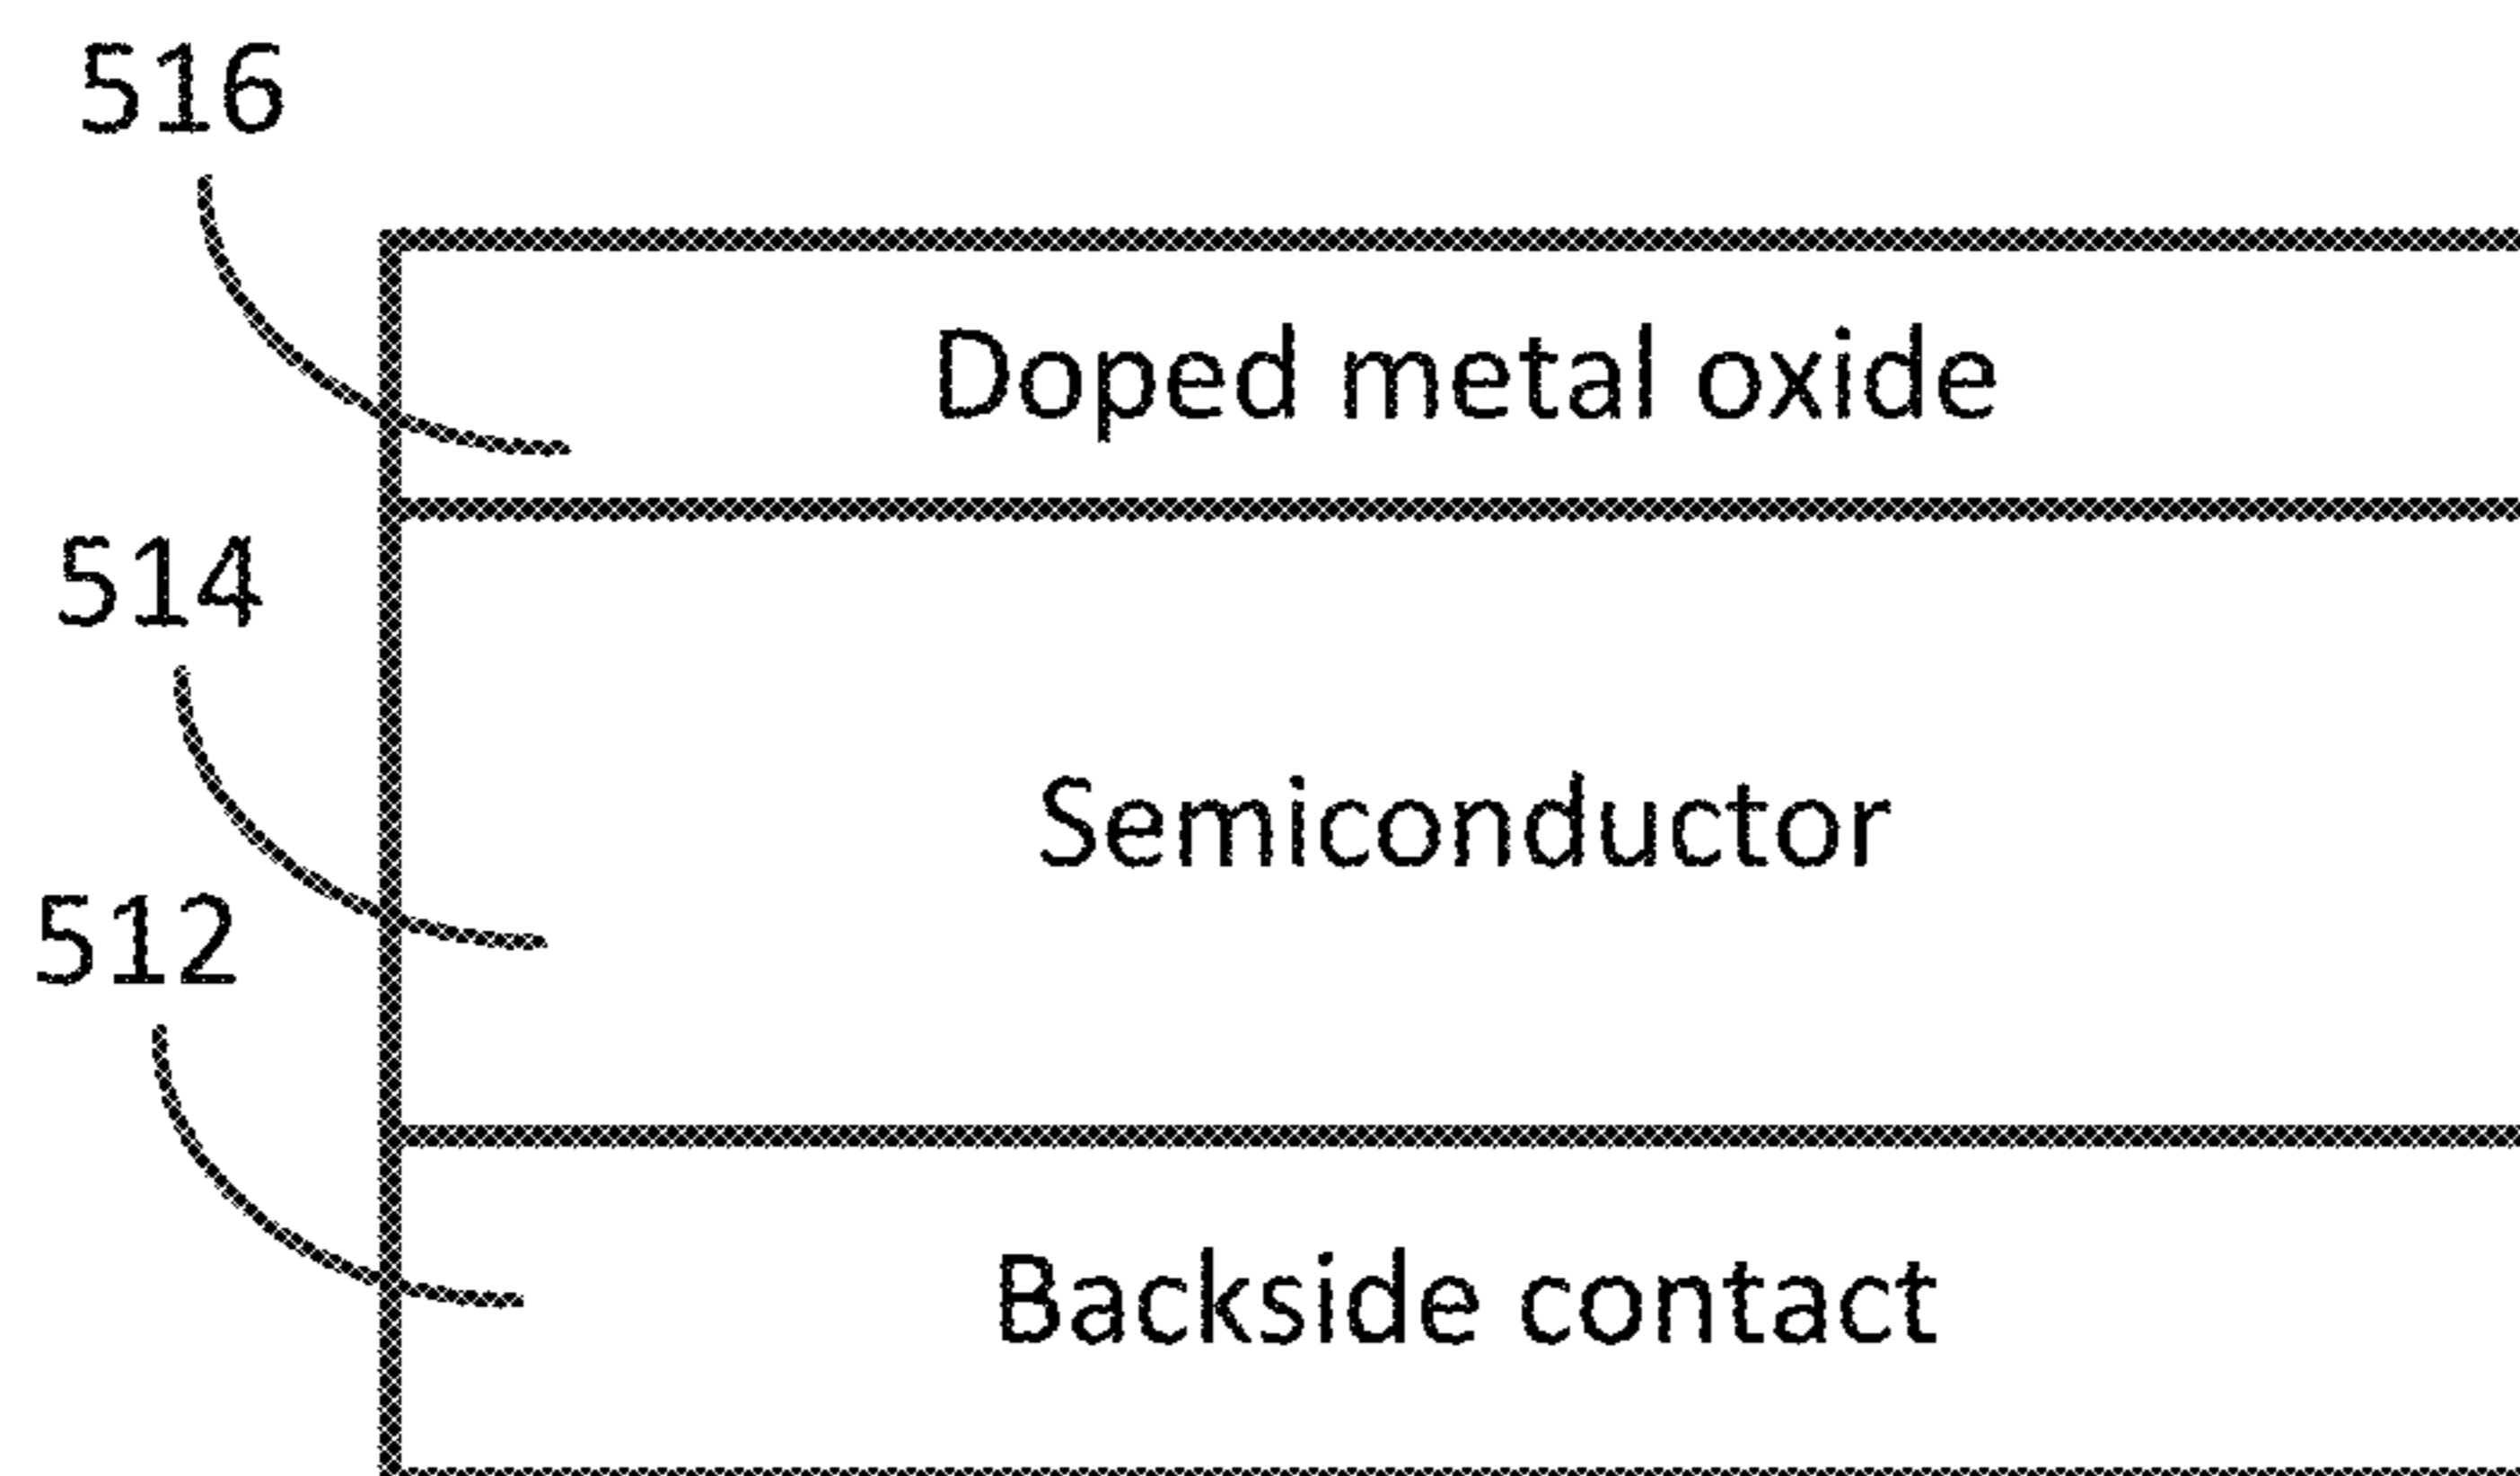 516
Doped metal oxide
514
Semiconductor
512
Backside contact